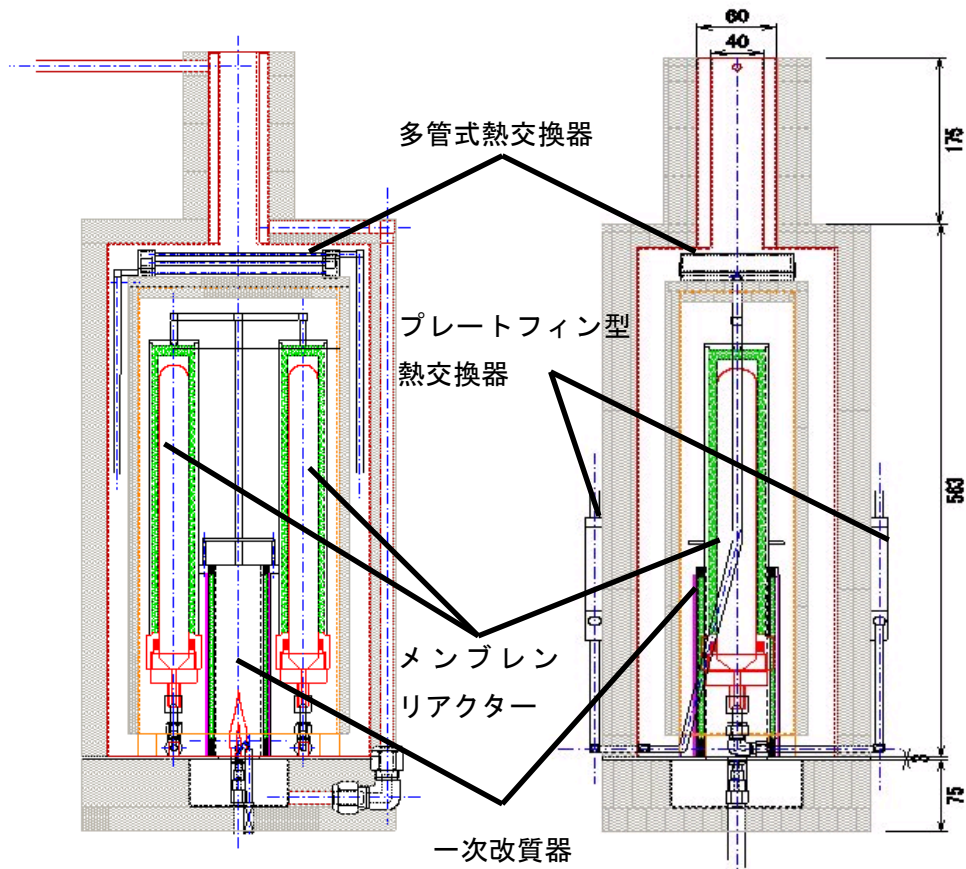 60
40
多管式熱交換器
175
プレートフィン型
熱交換器
563
メンブレン
リアクター
3
75
一次改質器